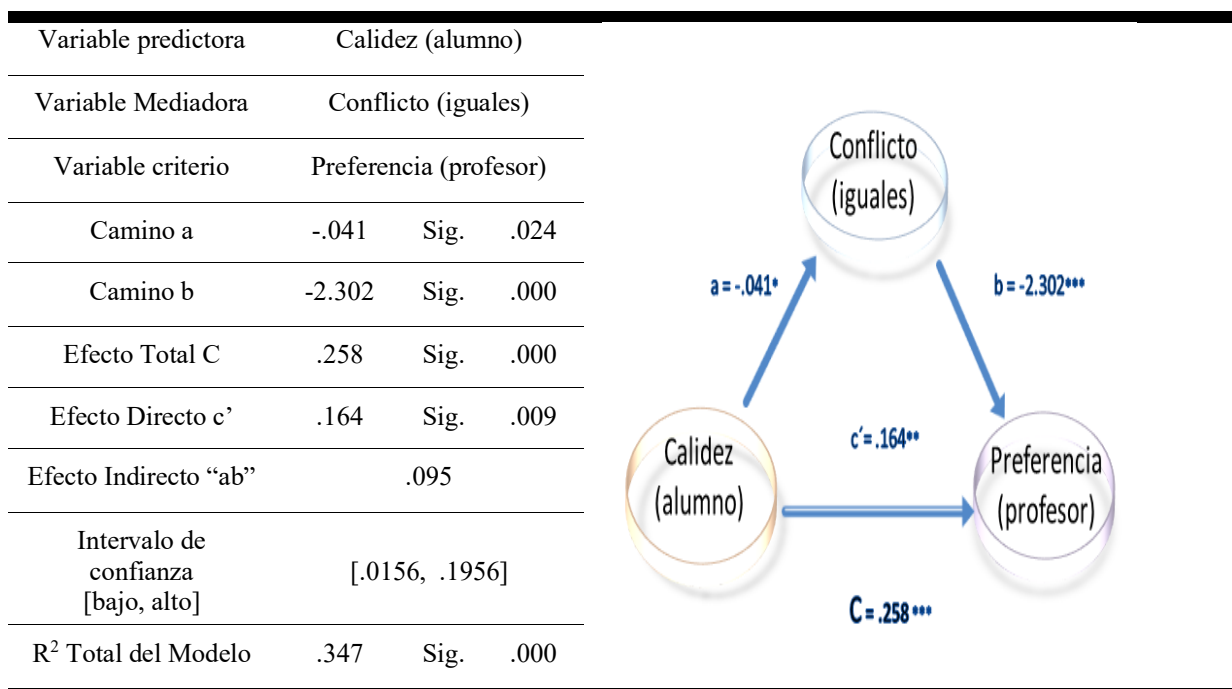 Variable predictora Calidez (alumno)
Variable Mediadora Conflicto (iguales)
Variable criterio Preferencia (profesor)
Camino a -.041 Sig. .024
Camino b -2.302 Sig. .000
Efecto Total C .258 Sig. .000
Efecto Directo c’ .164 Sig. .009
Efecto Indirecto “ab” .095
Intervalo de
confianza
[bajo, alto]
[.0156, .1956]
R² Total del Modelo .347 Sig. .000
Conflicto
(iguales)
a = -.041*
b = -2.302***
c´= .164**
Calidez
(alumno)
Preferencia
(profesor)
C = .258 ***